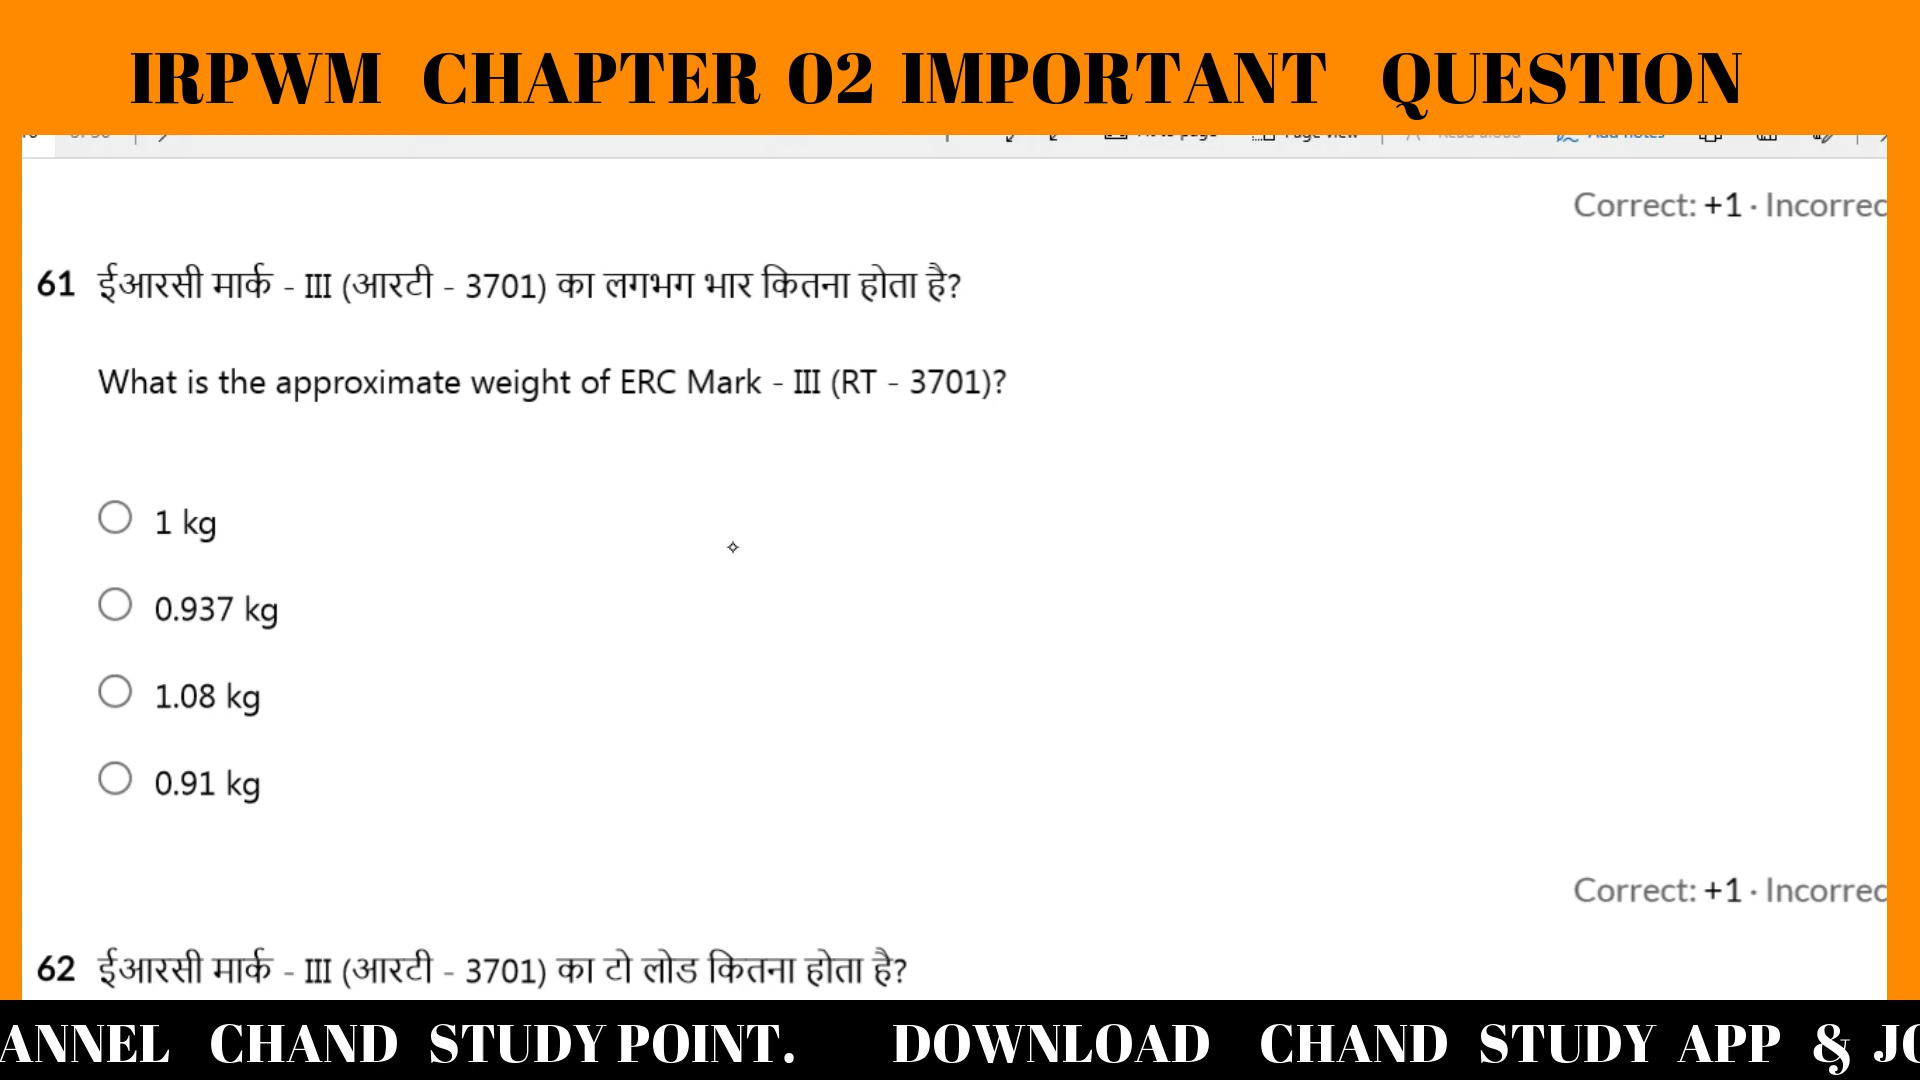 IRPWM CHAPTER 02 IMPORTANT QUESTION
Correct: +1 · Incorrec
61 ईआरसी मार्क - III (आरटी - 3701) का लगभग भार कितना होता है?
What is the approximate weight of ERC Mark - III (RT - 3701)?
1 kg
0.937 kg
1.08 kg
0.91 kg
Correct: +1 · Incorrec
62 ईआरसी मार्क - III (आरटी - 3701) का टो लोड कितना होता है?
ANNEL CHAND STUDY POINT. DOWNLOAD CHAND STUDY APP & JO